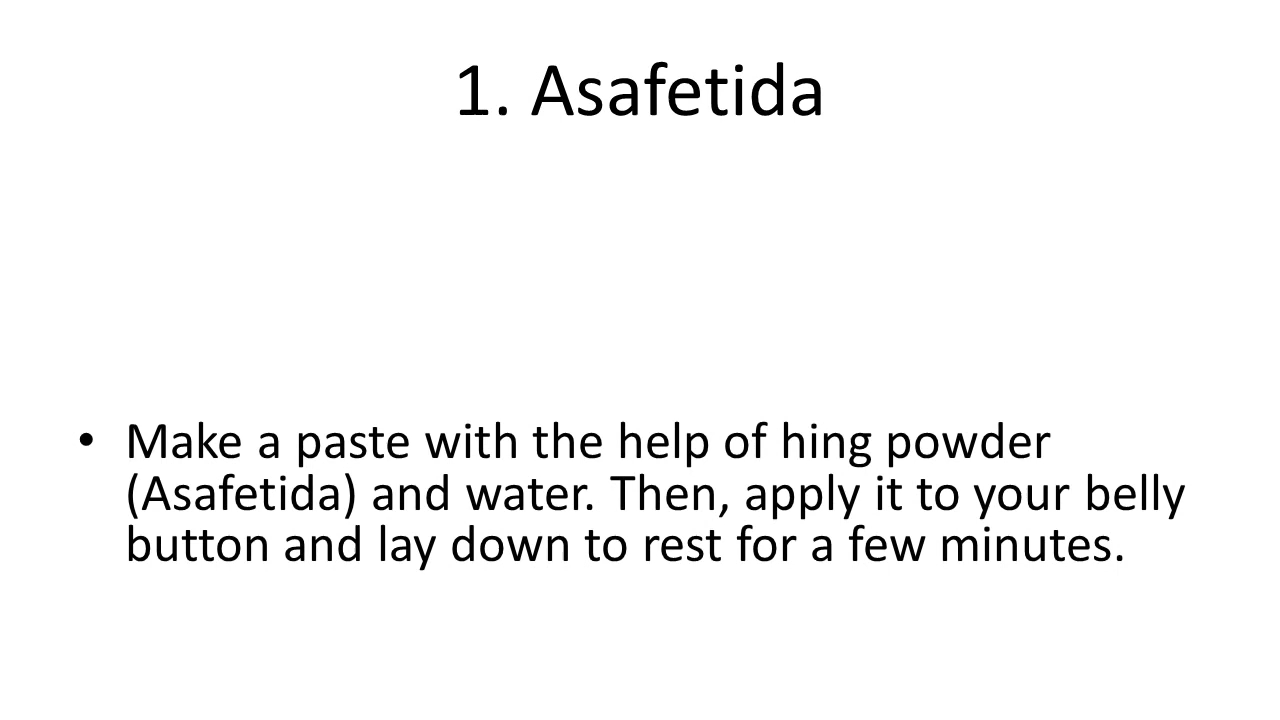 1. Asafetida
• Make a paste with the help of hing powder
(Asafetida) and water. Then, apply it to your belly
button and lay down to rest for a few minutes.